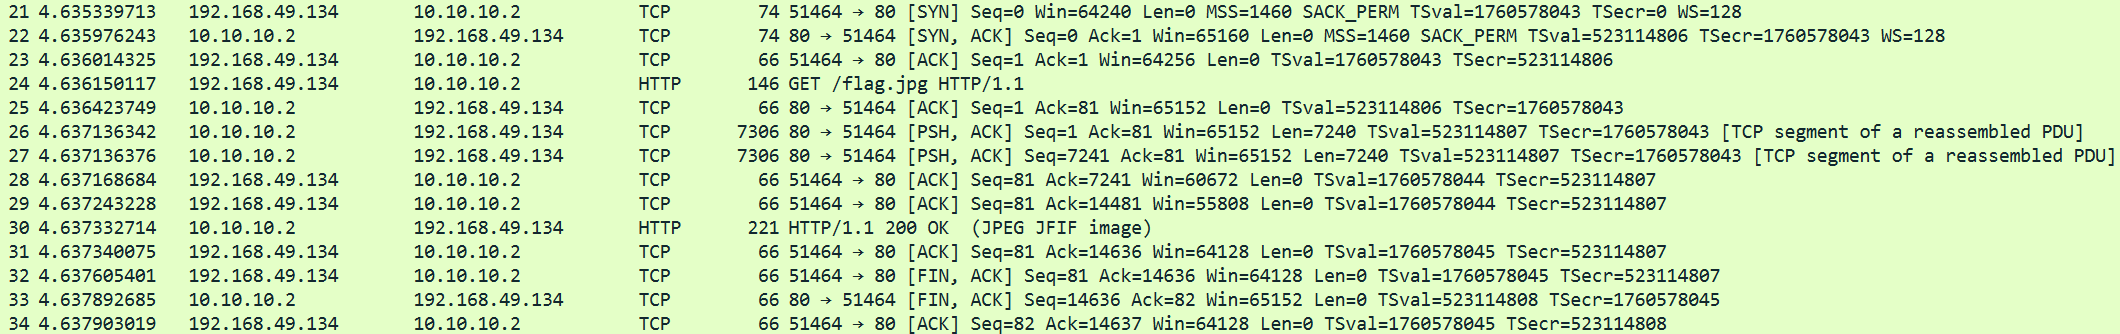 21 4.635339713 192.168.49.134 10.10.10.2 TCP 74 51464 → 80 [SYN] Seq=0 Win=64240 Len=0 MSS=1460 SACK_PERM TSval=1760578043 TSecr=0 WS=128
22 4.635976243 10.10.10.2 192.168.49.134 TCP 74 80 → 51464 [SYN, ACK] Seq=0 Ack=1 Win=65160 Len=0 MSS=1460 SACK_PERM TSval=523114806 TSecr=1760578043 WS=128
23 4.636014325 192.168.49.134 10.10.10.2 TCP 66 51464 → 80 [ACK] Seq=1 Ack=1 Win=64256 Len=0 TSval=1760578043 TSecr=523114806
24 4.636150117 192.168.49.134 10.10.10.2 HTTP 146 GET /flag.jpg HTTP/1.1
25 4.636423749 10.10.10.2 192.168.49.134 TCP 66 80 → 51464 [ACK] Seq=1 Ack=81 Win=65152 Len=0 TSval=523114806 TSecr=1760578043
26 4.637136342 10.10.10.2 192.168.49.134 TCP 7306 80 → 51464 [PSH, ACK] Seq=1 Ack=81 Win=65152 Len=7240 TSval=523114807 TSecr=1760578043 [TCP segment of a reassembled PDU]
27 4.637136376 10.10.10.2 192.168.49.134 TCP 7306 80 → 51464 [PSH, ACK] Seq=7241 Ack=81 Win=65152 Len=7240 TSval=523114807 TSecr=1760578043 [TCP segment of a reassembled PDU]
28 4.637168684 192.168.49.134 10.10.10.2 TCP 66 51464 → 80 [ACK] Seq=81 Ack=7241 Win=60672 Len=0 TSval=1760578044 TSecr=523114807
29 4.637243228 192.168.49.134 10.10.10.2 TCP 66 51464 → 80 [ACK] Seq=81 Ack=14481 Win=55808 Len=0 TSval=1760578044 TSecr=523114807
30 4.637332714 10.10.10.2 192.168.49.134 HTTP 221 HTTP/1.1 200 OK (JPEG JFIF image)
31 4.637340075 192.168.49.134 10.10.10.2 TCP 66 51464 → 80 [ACK] Seq=81 Ack=14636 Win=64128 Len=0 TSval=1760578045 TSecr=523114807
32 4.637605401 192.168.49.134 10.10.10.2 TCP 66 51464 → 80 [FIN, ACK] Seq=81 Ack=14636 Win=64128 Len=0 TSval=1760578045 TSecr=523114807
33 4.637892685 10.10.10.2 192.168.49.134 TCP 66 80 → 51464 [FIN, ACK] Seq=14636 Ack=82 Win=65152 Len=0 TSval=523114808 TSecr=1760578045
34 4.637903019 192.168.49.134 10.10.10.2 TCP 66 51464 → 80 [ACK] Seq=82 Ack=14637 Win=64128 Len=0 TSval=1760578045 TSecr=523114808